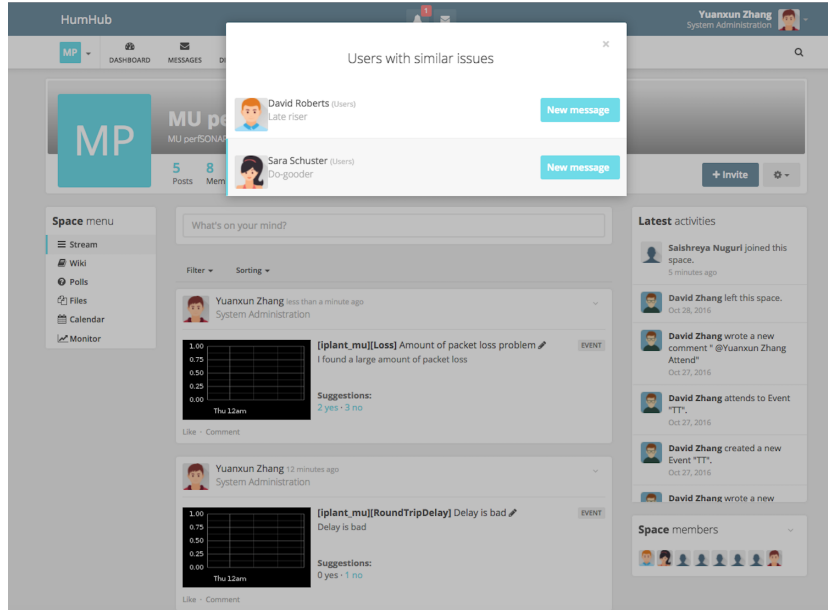 HumHub
1
Yuanxun Zhang
System Administration
MP
DASHBOARD
MESSAGES
Users with similar issues
×
David Roberts (Users)
Late riser
New message
Sara Schuster (Users)
Do-gooder
New message
MP
MU
MU perfSONAR
5
Posts
8
+ Invite
Space menu
Stream
Wiki
Polls
Files
Calendar
Monitor
What's on your mind?
Filter
Sorting
Yuanxun Zhang less than a minute ago
System Administration
1.00
0.75
0.50
0.25
0.00
Thu 12am
[iplant_mu][Loss] Amount of packet loss problem
EVENT
I found a large amount of packet loss
Suggestions:
2 yes · 3 no
Like · Comment
Yuanxun Zhang 12 minutes ago
System Administration
1.00
0.75
0.50
0.25
0.00
Thu 12am
[iplant_mu][RoundTripDelay] Delay is bad
EVENT
Delay is bad
Suggestions:
0 yes · 1 no
Like · Comment
Latest activities
Saishreya Nuguri joined this
space.
5 minutes ago
David Zhang left this space.
Oct 28, 2016
David Zhang wrote a new
comment " @Yuanxun Zhang
Attend"
Oct 27, 2016
David Zhang attends to Event
"TT".
Oct 27, 2016
David Zhang created a new
Event "TT".
Oct 27, 2016
David Zhang wrote a new
Space members